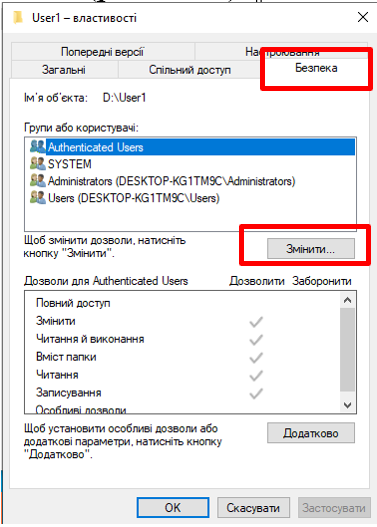 User1 – властивості
Попередні версії
Настроювання
Загальні
Спільний доступ
Безпека
Ім'я об'єкта: D:\User1
Групи або користувачі:
Authenticated Users
SYSTEM
Administrators (DESKTOP-KG1TM9C\Administrators)
Users (DESKTOP-KG1TM9C\Users)
Щоб змінити дозволи, натисніть
кнопку "Змінити".
Змінити...
Дозволи для Authenticated Users Дозволити Заборонити
Повний доступ
Змінити
Читання й виконання
Вміст папки
Читання
Записування
Особливі дозволи
Щоб установити особливі дозволи або
додаткові параметри, натисніть кнопку
"Додатково".
Додатково
OK Скасувати Застосувати